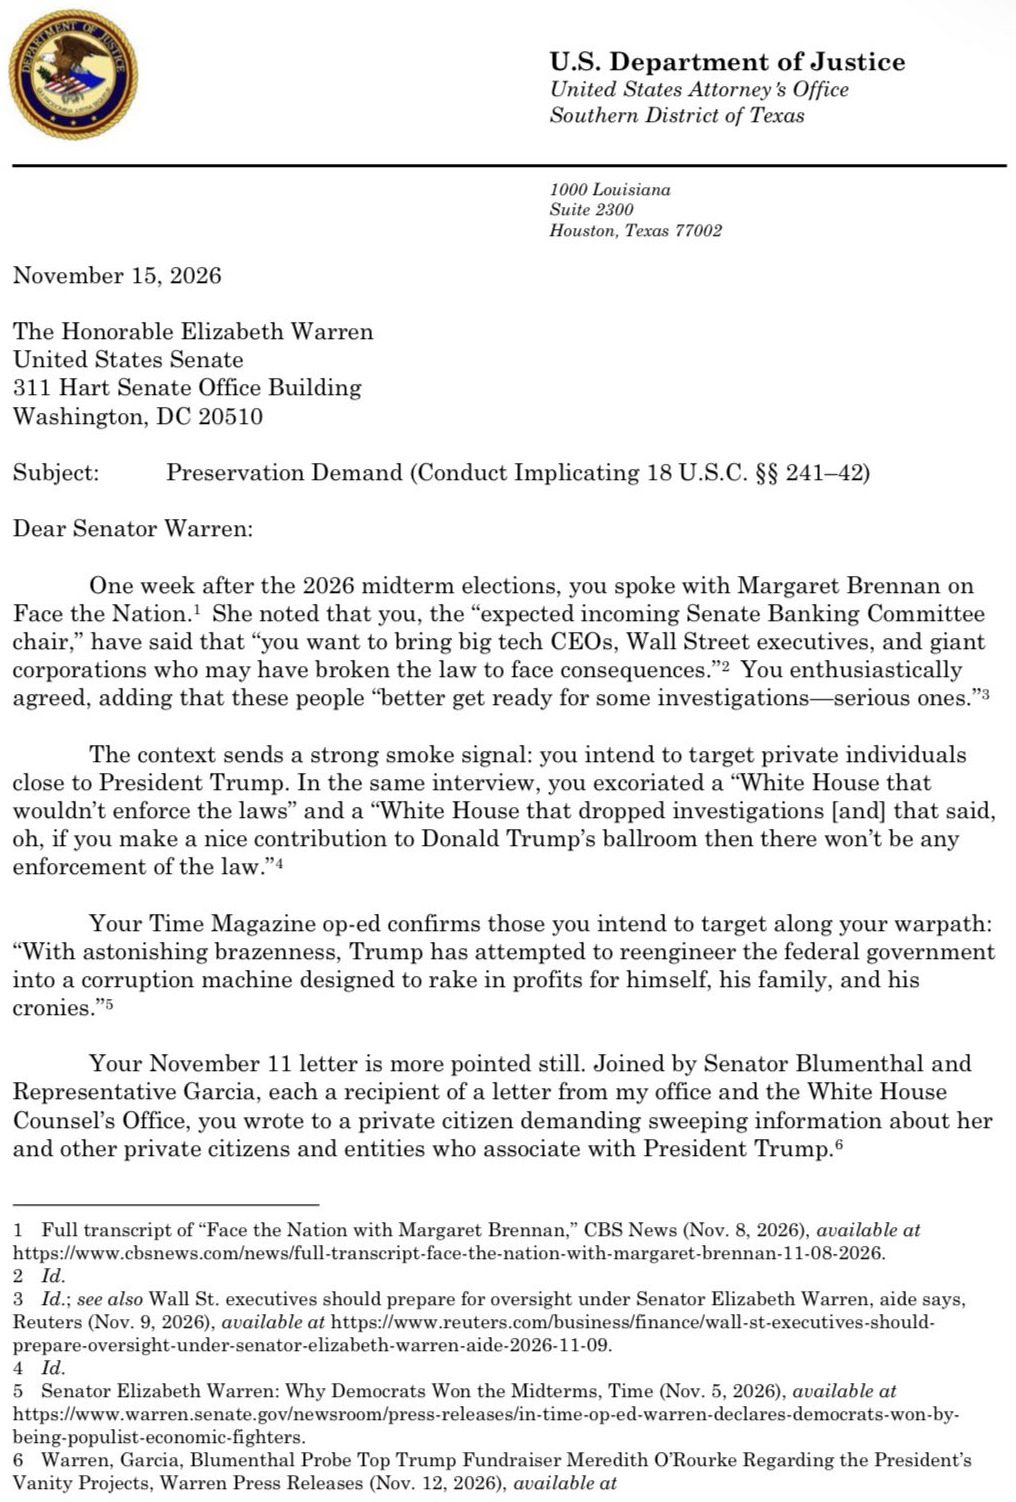 DEPARTMENT OF JUSTICE
U.S. Department of Justice
United States Attorney's Office
Southern District of Texas
1000 Louisiana
Suite 2300
Houston, Texas 77002
November 15, 2026
The Honorable Elizabeth Warren
United States Senate
311 Hart Senate Office Building
Washington, DC 20510
Subject: Preservation Demand (Conduct Implicating 18 U.S.C. §§ 241–42)
Dear Senator Warren:
One week after the 2026 midterm elections, you spoke with Margaret Brennan on
Face the Nation.1 She noted that you, the “expected incoming Senate Banking Committee
chair,” have said that “you want to bring big tech CEOs, Wall Street executives, and giant
corporations who may have broken the law to face consequences.”2 You enthusiastically
agreed, adding that these people “better get ready for some investigations—serious ones.”3
The context sends a strong smoke signal: you intend to target private individuals
close to President Trump. In the same interview, you excoriated a “White House that
wouldn’t enforce the laws” and a “White House that dropped investigations [and] that said,
oh, if you make a nice contribution to Donald Trump’s ballroom then there won’t be any
enforcement of the law.”4
Your Time Magazine op-ed confirms those you intend to target along your warpath:
“With astonishing brazenness, Trump has attempted to reengineer the federal government
into a corruption machine designed to rake in profits for himself, his family, and his
cronies.”5
Your November 11 letter is more pointed still. Joined by Senator Blumenthal and
Representative Garcia, each a recipient of a letter from my office and the White House
Counsel’s Office, you wrote to a private citizen demanding sweeping information about her
and other private citizens and entities who associate with President Trump.6
1 Full transcript of “Face the Nation with Margaret Brennan,” CBS News (Nov. 8, 2026), available at
https://www.cbsnews.com/news/full-transcript-face-the-nation-with-margaret-brennan-11-08-2026.
2 Id.
3 Id.; see also Wall St. executives should prepare for oversight under Senator Elizabeth Warren, aide says,
Reuters (Nov. 9, 2026), available at https://www.reuters.com/business/finance/wall-st-executives-should-
prepare-oversight-under-senator-elizabeth-warren-aide-2026-11-09.
4 Id.
5 Senator Elizabeth Warren: Why Democrats Won the Midterms, Time (Nov. 5, 2026), available at
https://www.warren.senate.gov/newsroom/press-releases/in-time-op-ed-warren-declares-democrats-won-by-
being-populist-economic-fighters.
6 Warren, Garcia, Blumenthal Probe Top Trump Fundraiser Meredith O’Rourke Regarding the President’s
Vanity Projects, Warren Press Releases (Nov. 12, 2026), available at